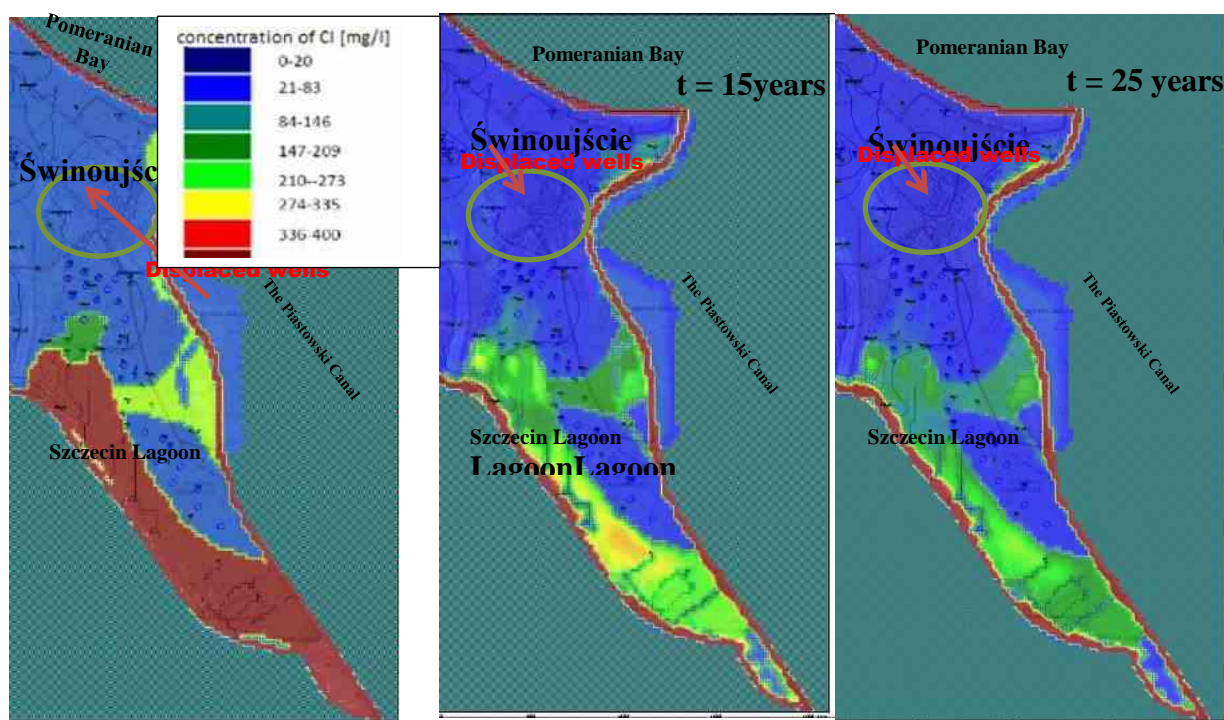 Pomeranian
Bay
concentration of Cl [mg/l]
0-20
21-83
84-146
147-209
210--273
274-335
336-400
Świnoujśc
Displaced wells
The Piastowski Canal
Szczecin Lagoon
Pomeranian Bay
t = 15years
Świnoujście
Displaced wells
The Piastowski Canal
Szczecin Lagoon
LagoonLagoon
Pomeranian Bay
t = 25 years
Świnoujście
Displaced wells
The Piastowski Canal
Szczecin Lagoon